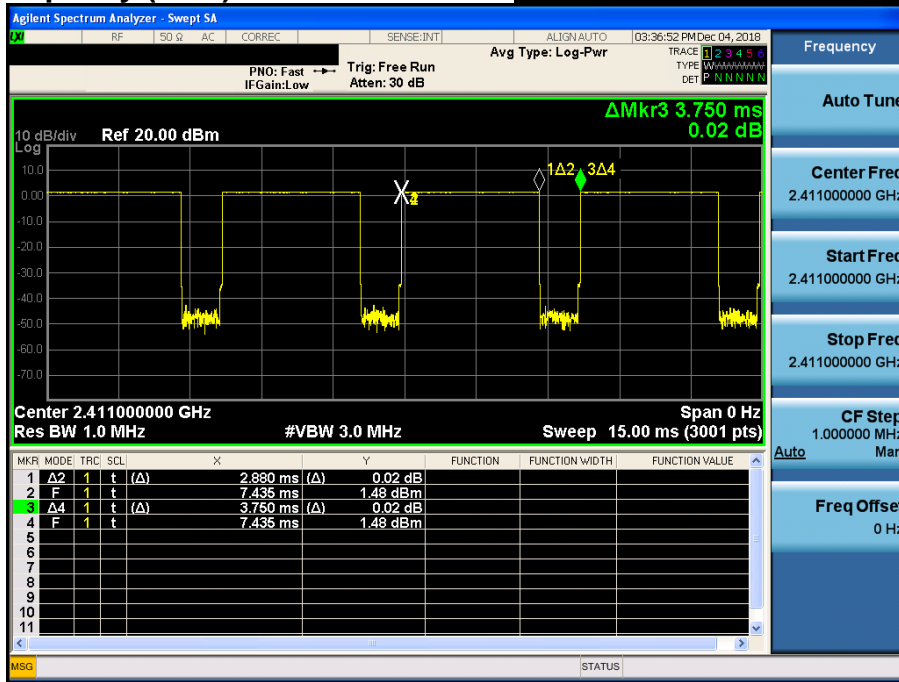 Agilent Spectrum Analyzer - Swept SA
LXI RF 50 Ω AC CORREC SENSE:INT ALIGNAUTO 03:36:52 PM Dec 04, 2018
Avg Type: Log-Pwr
TRACE 1 2 3 4 5 6
TYPE W
DET P N N N N N
PNO: Fast
IFGain:Low
Trig: Free Run
Atten: 30 dB
ΔMkr3 3.750 ms
0.02 dB
10 dB/div Ref 20.00 dBm
Log
1Δ2 3Δ4
10.0
0.00
-10.0
-20.0
-30.0
-40.0
-50.0
-60.0
-70.0
Center 2.411000000 GHz Span 0 Hz
Res BW 1.0 MHz #VBW 3.0 MHz Sweep 15.00 ms (3001 pts)
MKR MODE TRC SCL X Y FUNCTION FUNCTION WIDTH FUNCTION VALUE
1 Δ2 1 t (Δ) 2.880 ms (Δ) 0.02 dB
2 F 1 t 7.435 ms 1.48 dBm
3 Δ4 1 t (Δ) 3.750 ms (Δ) 0.02 dB
4 F 1 t 7.435 ms 1.48 dBm
5
6
7
8
9
10
11
MSG STATUS
Frequency
Auto Tune
Center Freq
2.411000000 GHz
Start Freq
2.411000000 GHz
Stop Freq
2.411000000 GHz
CF Step
1.000000 MHz
Auto Man
Freq Offset
0 Hz